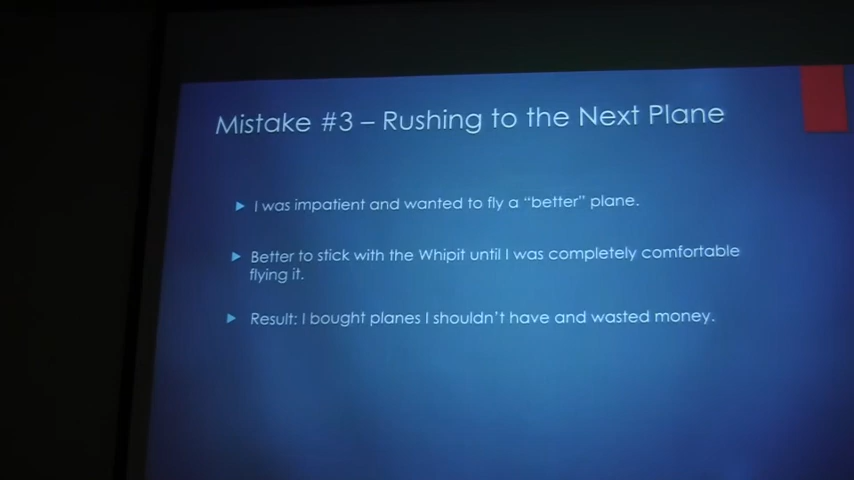 Mistake #3 – Rushing to the Next Plane
I was impatient and wanted to fly a “better” plane.
Better to stick with the Whipit until I was completely comfortable
flying it.
Result: I bought planes I shouldn’t have and wasted money.